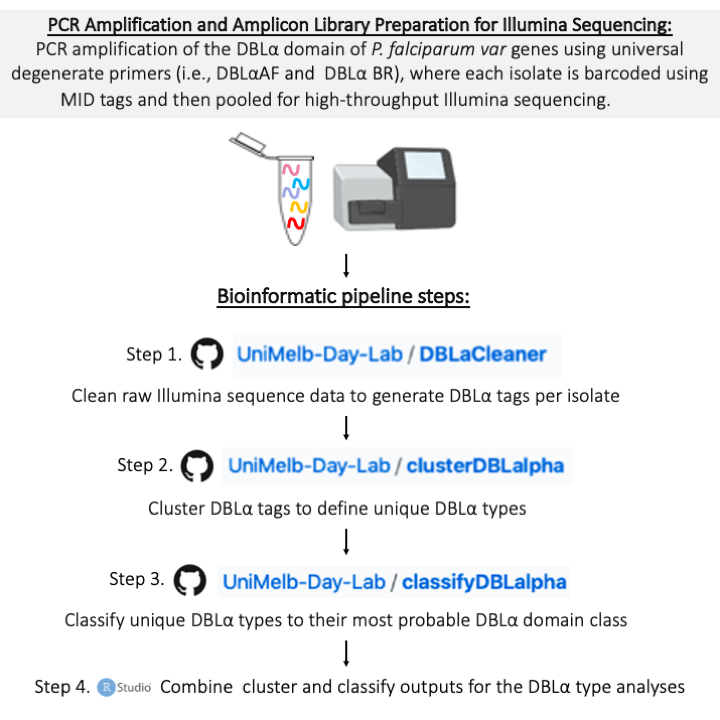 PCR Amplification and Amplicon Library Preparation for Illumina Sequencing:
PCR amplification of the DBLα domain of P. falciparum var genes using universal
degenerate primers (i.e., DBLαAF and DBLα BR), where each isolate is barcoded using
MID tags and then pooled for high-throughput Illumina sequencing.
Bioinformatic pipeline steps:
Step 1. UniMelb-Day-Lab / DBLaCleaner
Clean raw Illumina sequence data to generate DBLα tags per isolate
Step 2. UniMelb-Day-Lab / clusterDBLalpha
Cluster DBLα tags to define unique DBLα types
Step 3. UniMelb-Day-Lab / classifyDBLalpha
Classify unique DBLα types to their most probable DBLα domain class
Step 4. R Studio Combine cluster and classify outputs for the DBLα type analyses